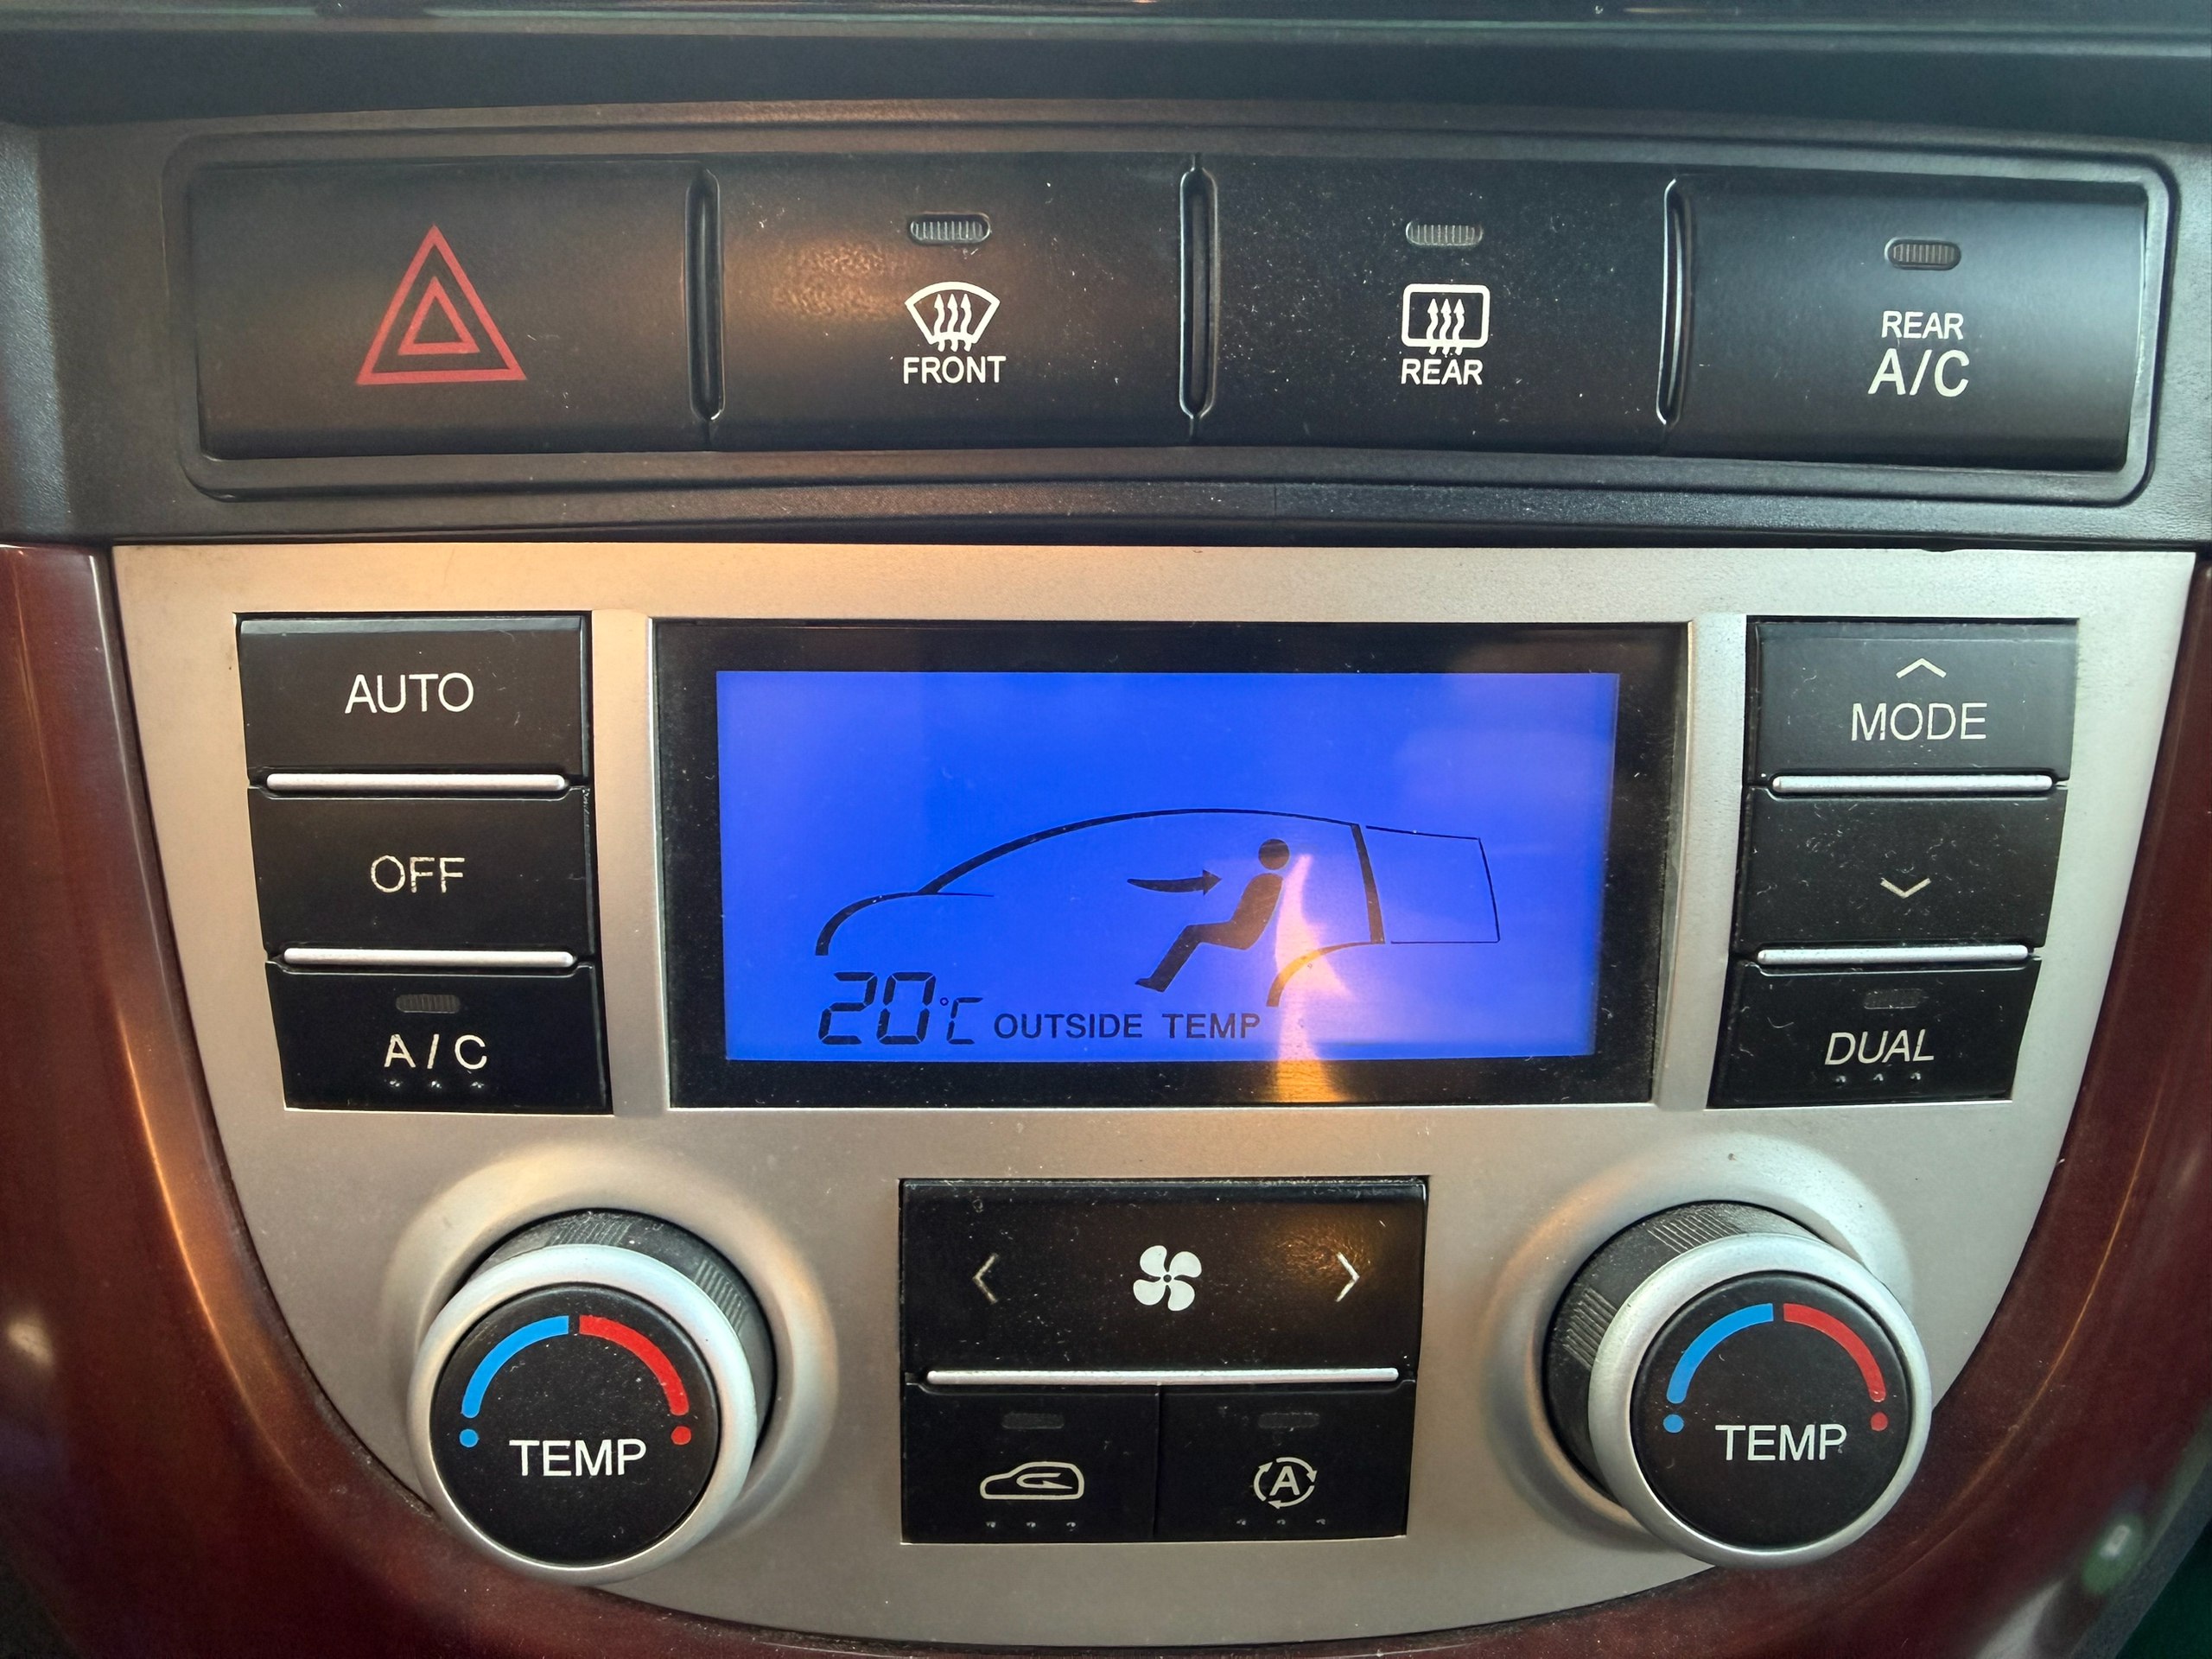 FRONT
REAR
REAR
A/C
AUTO
MODE
OFF
20°C OUTSIDE TEMP
A/C
DUAL
TEMP
A
TEMP